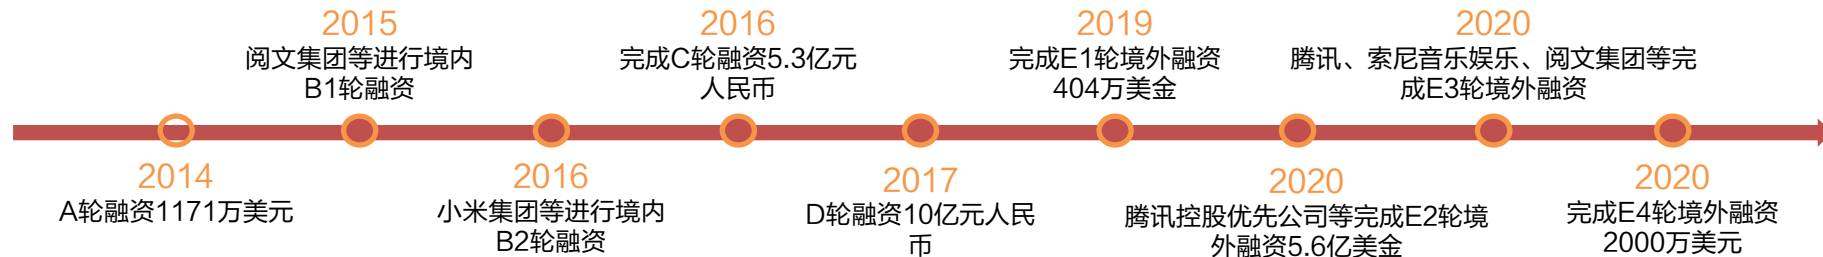 2014
A轮融资1171万美元
2015
阅文集团等进行境内
B1轮融资
2016
小米集团等进行境内
B2轮融资
2016
完成C轮融资5.3亿元
人民币
2017
D轮融资10亿元人民
币
2019
完成E1轮境外融资
404万美金
2020
腾讯控股优先公司等完成E2轮境
外融资5.6亿美金
2020
腾讯、索尼音乐娱乐、阅文集团等完
成E3轮境外融资
2020
完成E4轮境外融资
2000万美元